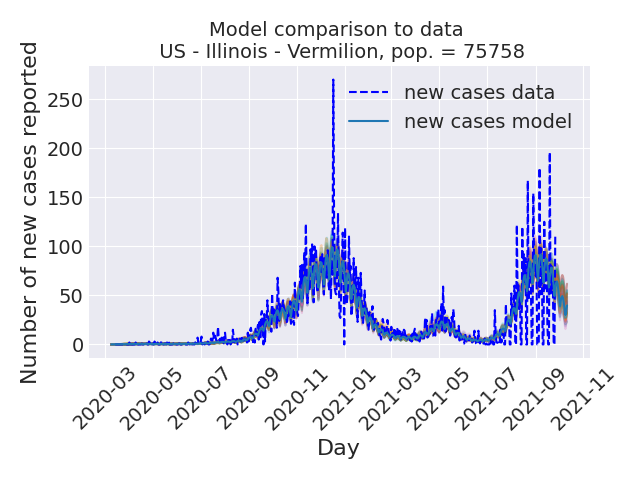 Model comparison to data
US - Illinois - Vermilion, pop. = 75758
Number of new cases reported
new cases data
new cases model
250
200
150
100
50
0
2020-03
2020-05
2020-07
2020-09
2020-11
2021-01
2021-03
2021-05
2021-07
2021-09
2021-11
Day